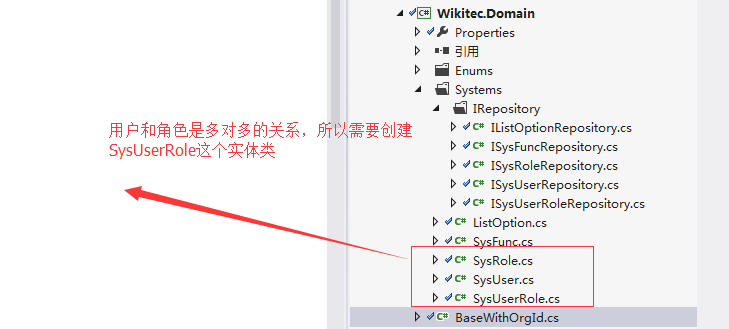 Wikitec.Domain
Properties
引用
Enums
Systems
IRepository
IListOptionRepository.cs
ISysFuncRepository.cs
ISysRoleRepository.cs
ISysUserRepository.cs
ISysUserRoleRepository.cs
ListOption.cs
SysFunc.cs
SysRole.cs
SysUser.cs
SysUserRole.cs
BaseWithOrgId.cs
用户和角色是多对多的关系，所以需要创建
SysUserRole这个实体类